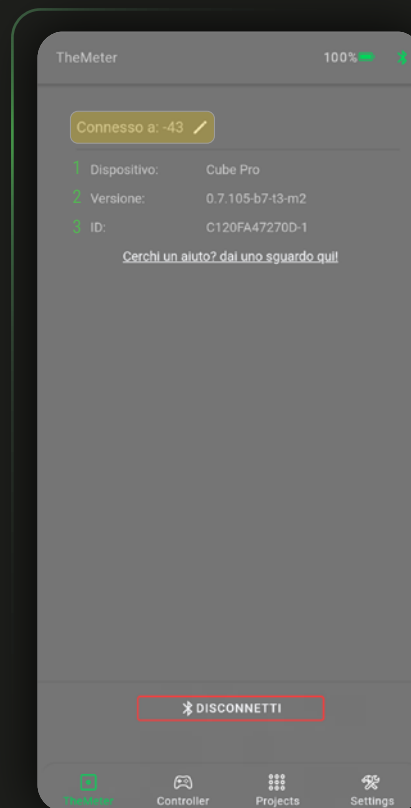 TheMeter 100%
Connesso a: -43
1 Dispositivo: Cube Pro
2 Versione: 0.7.105-b7-t3-m2
3 ID: C120FA47270D-1
Cerchi un aiuto? dai uno sguardo qui!
DISCONNETTI
TheMeter Controller Projects Settings